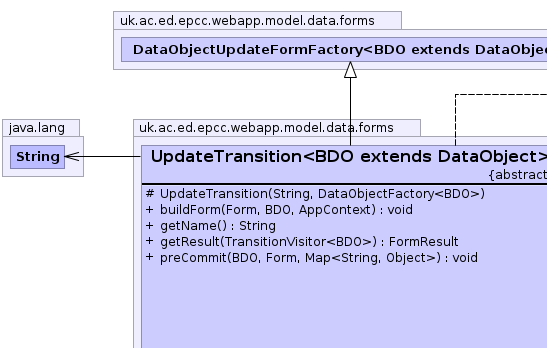 uk.ac.ed.epcc.webapp.model.data.forms
DataObjectUpdateFormFactory<BDO extends DataObjec
java.lang
String
uk.ac.ed.epcc.webapp.model.data.forms
UpdateTransition<BDO extends DataObject>
{abstract
# UpdateTransition(String, DataObjectFactory<BDO>)
+ buildForm(Form, BDO, AppContext) : void
+ getName() : String
+ getResult(TransitionVisitor<BDO>) : FormResult
+ preCommit(BDO, Form, Map<String, Object>) : void